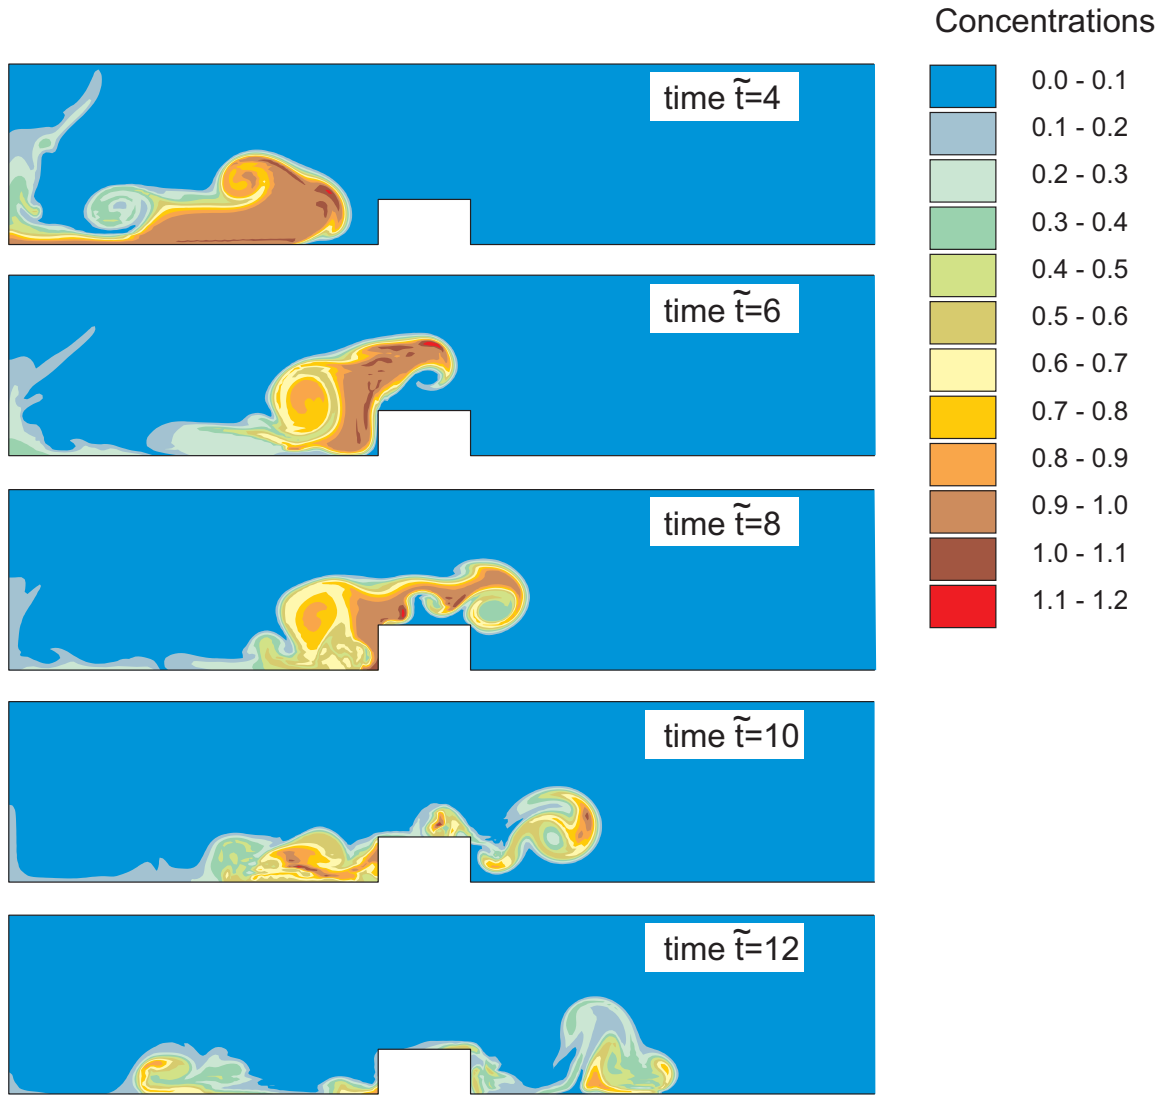 Concentrations
time t̃=4
0.0 - 0.1
0.1 - 0.2
0.2 - 0.3
0.3 - 0.4
0.4 - 0.5
time t̃=6
0.5 - 0.6
0.6 - 0.7
0.7 - 0.8
0.8 - 0.9
0.9 - 1.0
time t̃=8
1.0 - 1.1
1.1 - 1.2
time t̃=10
time t̃=12